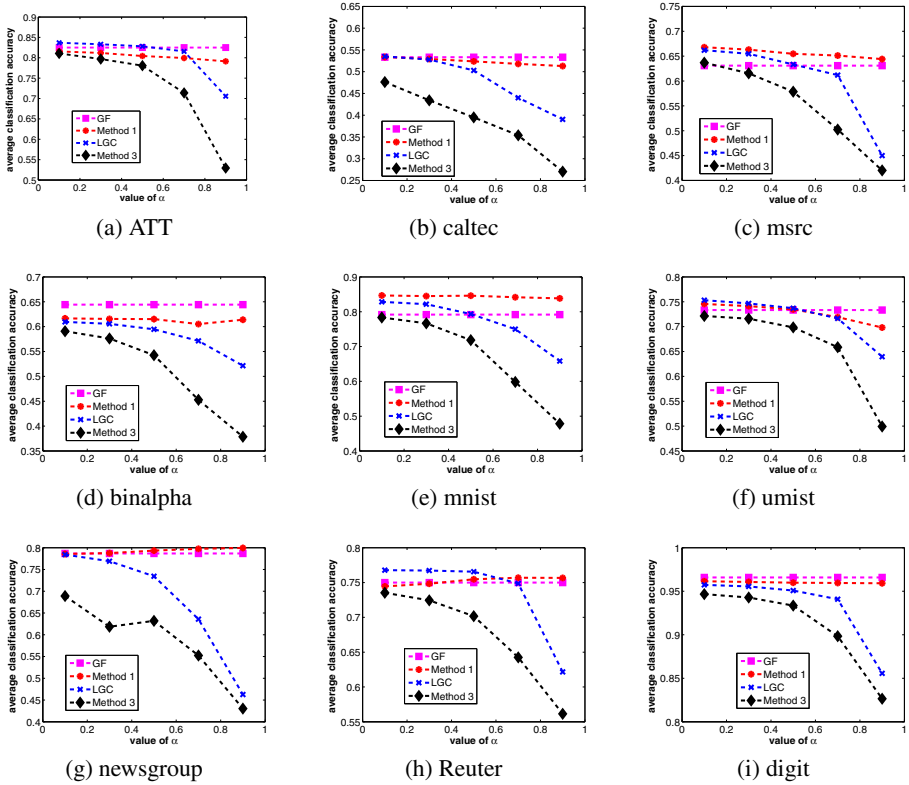 average classification accuracy
0.9
0.85
0.8
0.75
0.7
0.65
0.6
0.55
0.5
GF
Method 1
LGC
Method 3
0 0.2 0.4 0.6 0.8 1
value of α
(a) ATT
average classification accuracy
0.65
0.6
0.55
0.5
0.45
0.4
0.35
0.3
0.25
GF
Method 1
LGC
Method 3
0 0.2 0.4 0.6 0.8 1
value of α
(b) caltec
average classification accuracy
0.75
0.7
0.65
0.6
0.55
0.5
0.45
0.4
GF
Method 1
LGC
Method 3
0 0.2 0.4 0.6 0.8 1
value of α
(c) msrc
average classification accuracy
0.7
0.65
0.6
0.55
0.5
0.45
0.4
0.35
GF
Method 1
LGC
Method 3
0 0.2 0.4 0.6 0.8 1
value of α
(d) binalpha
average classification accuracy
0.9
0.8
0.7
0.6
0.5
0.4
GF
Method 1
LGC
Method 3
0 0.2 0.4 0.6 0.8 1
value of α
(e) mnist
average classification accuracy
0.85
0.8
0.75
0.7
0.65
0.6
0.55
0.5
0.45
GF
Method 1
LGC
Method 3
0 0.2 0.4 0.6 0.8 1
value of α
(f) umist
average classification accuracy
0.8
0.75
0.7
0.65
0.6
0.55
0.5
0.45
0.4
GF
Method 1
LGC
Method 3
0 0.2 0.4 0.6 0.8 1
value of α
(g) newsgroup
average classification accuracy
0.8
0.75
0.7
0.65
0.6
0.55
GF
Method 1
LGC
Method 3
0 0.2 0.4 0.6 0.8 1
value of α
(h) Reuter
average classification accuracy
1
0.95
0.9
0.85
0.8
GF
Method 1
LGC
Method 3
0 0.2 0.4 0.6 0.8 1
value of α
(i) digit